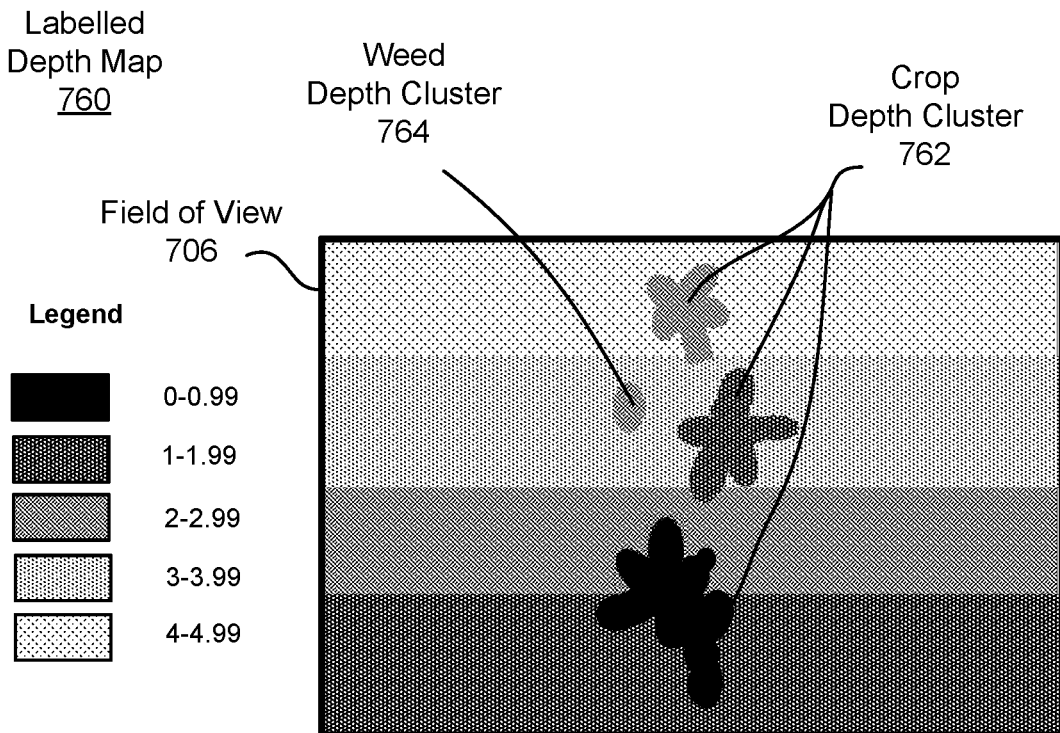 Labelled
Depth Map
760
Weed
Depth Cluster
764
Crop
Depth Cluster
762
Field of View
706
Legend
0-0.99
1-1.99
2-2.99
3-3.99
4-4.99